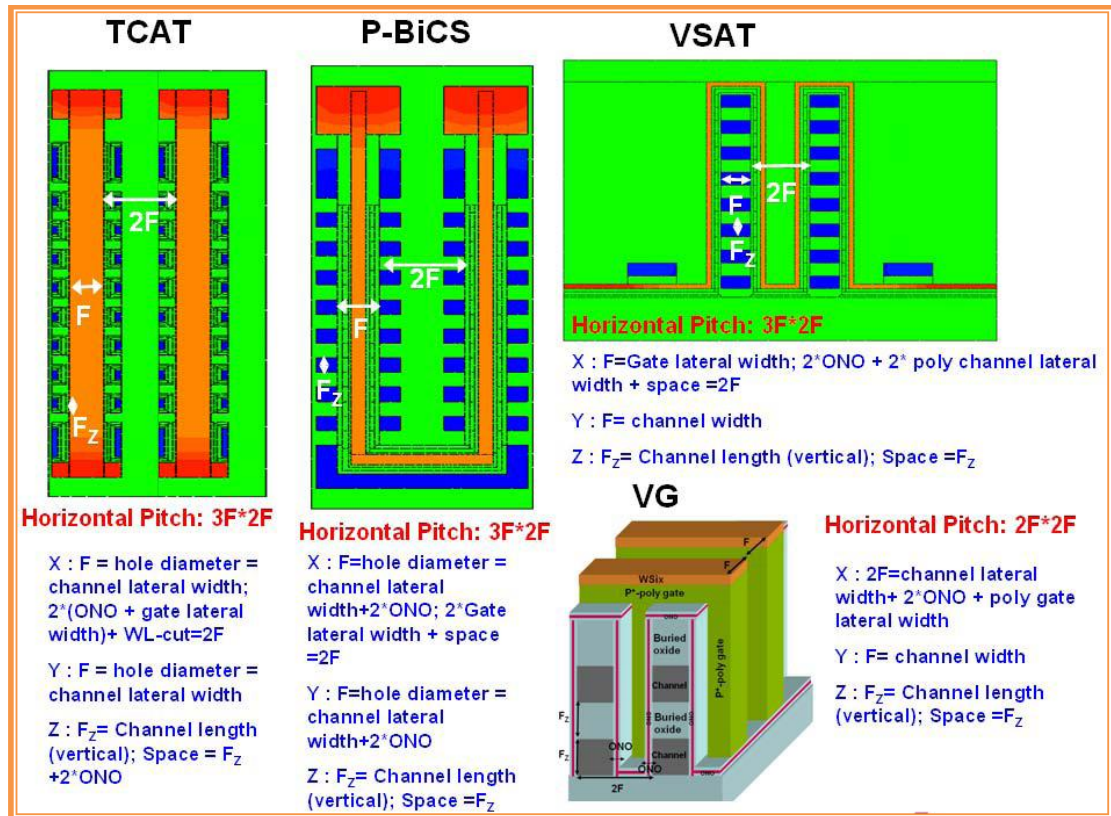 TCAT
P-BiCS
VSAT
2F
F
FZ
2F
F
FZ
2F
F
FZ
Horizontal Pitch: 3F*2F
X : F = hole diameter =
channel lateral width;
2*(ONO + gate lateral
width)+ WL-cut=2F
Y : F = hole diameter =
channel lateral width
Z : FZ= Channel length
(vertical); Space = FZ
+2*ONO
Horizontal Pitch: 3F*2F
X : F=hole diameter =
channel lateral
width+2*ONO; 2*Gate
lateral width + space
=2F
Y : F=hole diameter =
channel lateral
width+2*ONO
Z : FZ= Channel length
(vertical); Space =FZ
Horizontal Pitch: 3F*2F
X : F=Gate lateral width; 2*ONO + 2* poly channel lateral
width + space =2F
Y : F= channel width
Z : FZ= Channel length (vertical); Space =FZ
VG
F
F
WSix
P+-poly gate
ONO
Buried
oxide
Channel
Buried
oxide
Channel
P+-poly gate
ONO
ONO
FZ
FZ
ONO
ONO
ONO
2F
Horizontal Pitch: 2F*2F
X : 2F=channel lateral
width+ 2*ONO + poly gate
lateral width
Y : F= channel width
Z : FZ= Channel length
(vertical); Space =FZ